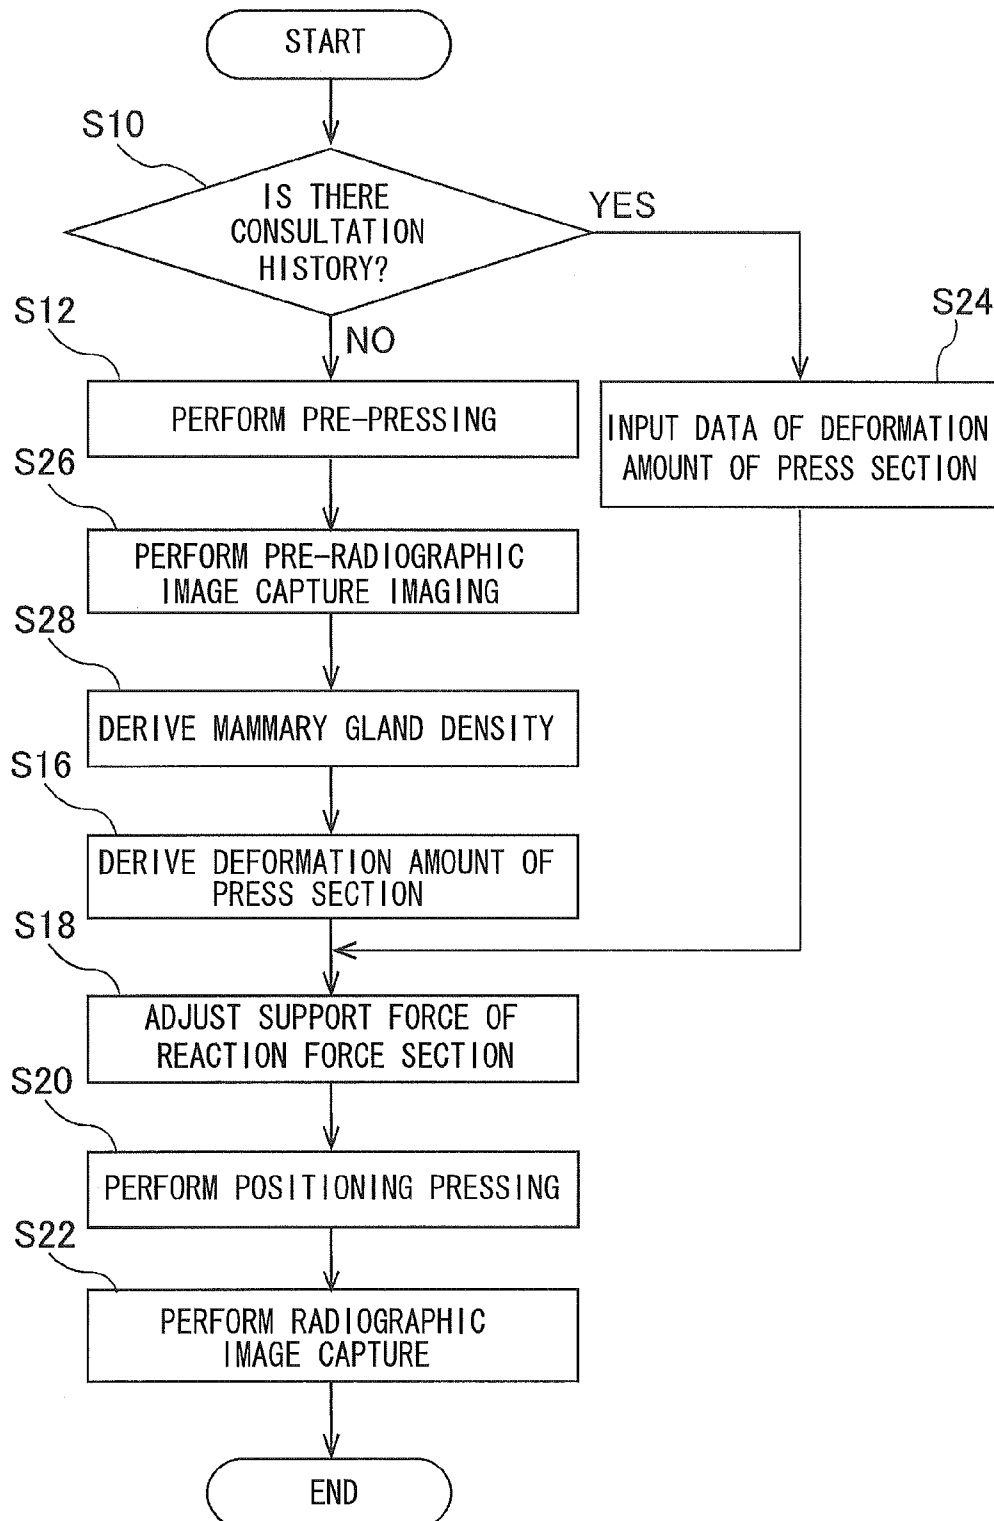 START
S10
IS THERE
CONSULTATION
HISTORY?
YES
NO
S12
PERFORM PRE-PRESSING
S24
INPUT DATA OF DEFORMATION
AMOUNT OF PRESS SECTION
S26
PERFORM PRE-RADIOGRAPHIC
IMAGE CAPTURE IMAGING
S28
DERIVE MAMMARY GLAND DENSITY
S16
DERIVE DEFORMATION AMOUNT OF
PRESS SECTION
S18
ADJUST SUPPORT FORCE OF
REACTION FORCE SECTION
S20
PERFORM POSITIONING PRESSING
S22
PERFORM RADIOGRAPHIC
IMAGE CAPTURE
END